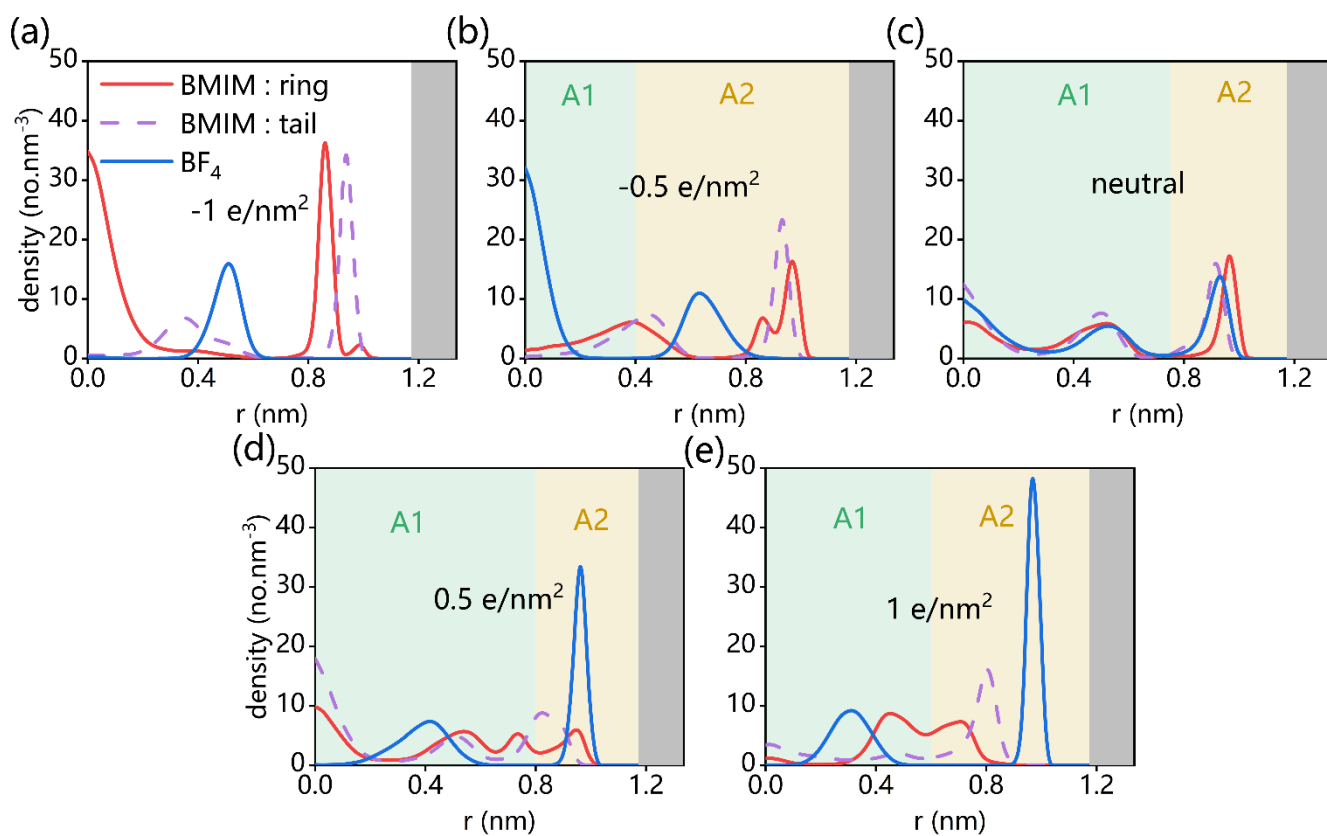 (a)
50
40
30
20
10
0
density (no.nm⁻³)
BMIM : ring
BMIM : tail
BF₄
-1 e/nm²
0.0 0.4 0.8 1.2
r (nm)
(b)
50
40
30
20
10
0
A1 A2
-0.5 e/nm²
0.0 0.4 0.8 1.2
r (nm)
(c)
50
40
30
20
10
0
A1 A2
neutral
0.0 0.4 0.8 1.2
r (nm)
(d)
50
40
30
20
10
0
density (no.nm⁻³)
A1 A2
0.5 e/nm²
0.0 0.4 0.8 1.2
r (nm)
(e)
50
40
30
20
10
0
A1 A2
1 e/nm²
0.0 0.4 0.8 1.2
r (nm)